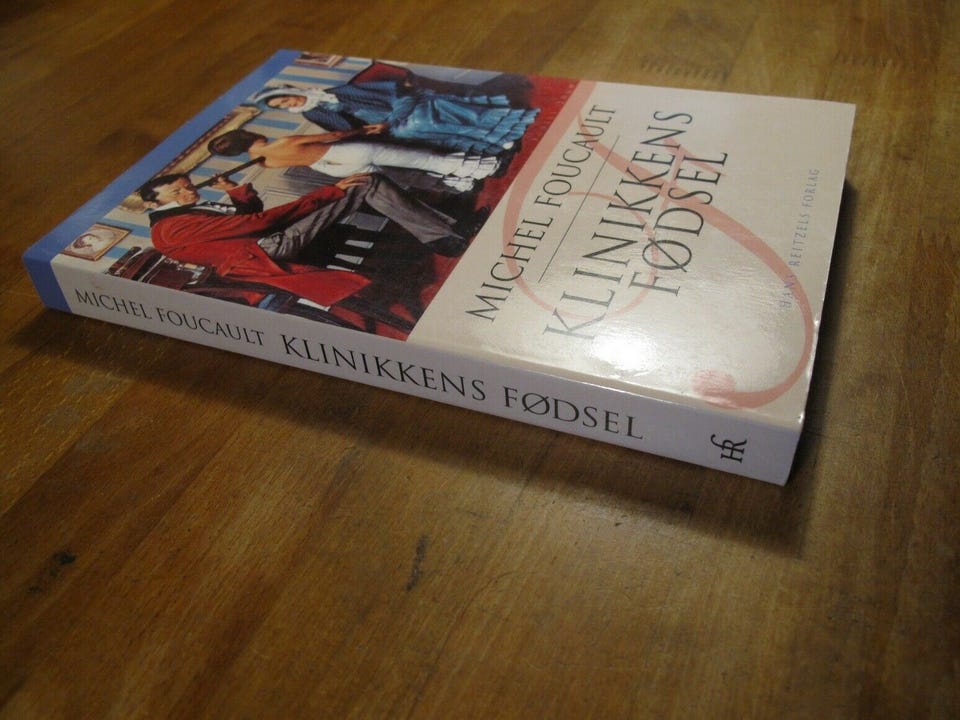 MICHEL FOUCAULT
KLINIKKENS
FØDSEL
HANS REITZELS FORLAG
MICHEL FOUCAULT KLINIKKENS FØDSEL
HR